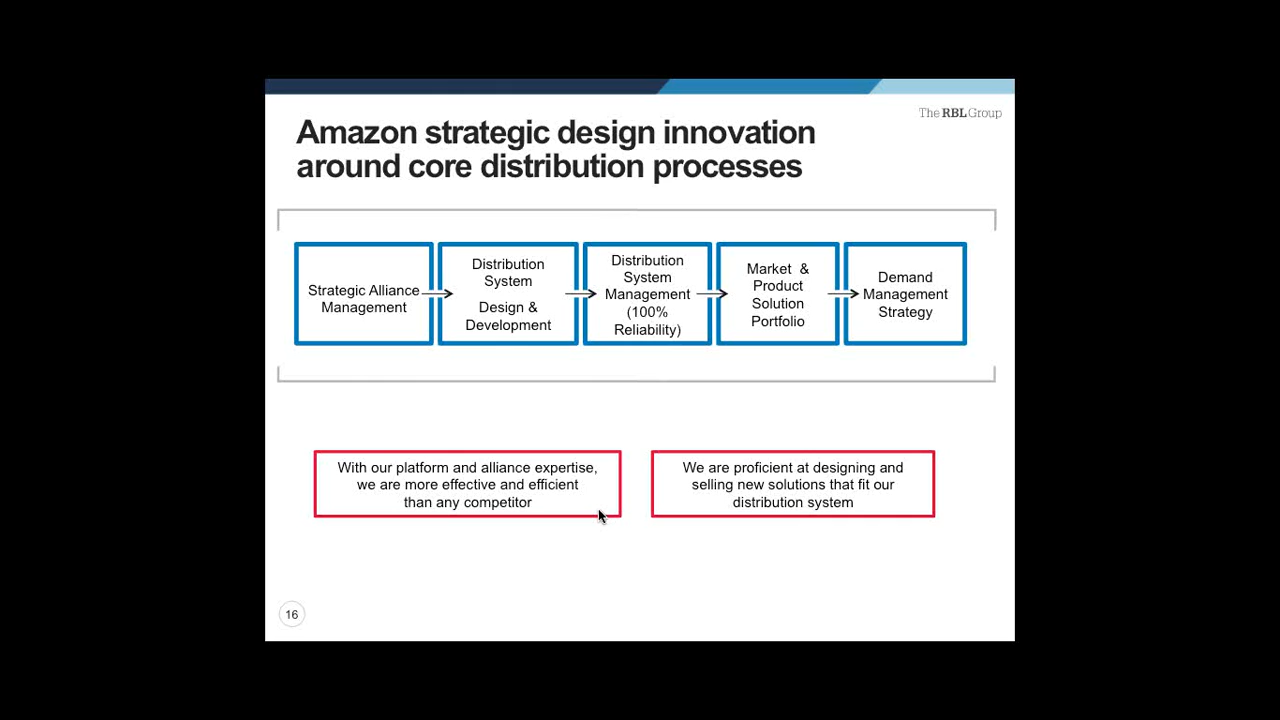 The RBL Group
Amazon strategic design innovation
around core distribution processes
Strategic Alliance
Management
Distribution
System
Design &
Development
Distribution
System
Management
(100%
Reliability)
Market &
Product
Solution
Portfolio
Demand
Management
Strategy
With our platform and alliance expertise,
we are more effective and efficient
than any competitor
We are proficient at designing and
selling new solutions that fit our
distribution system
16